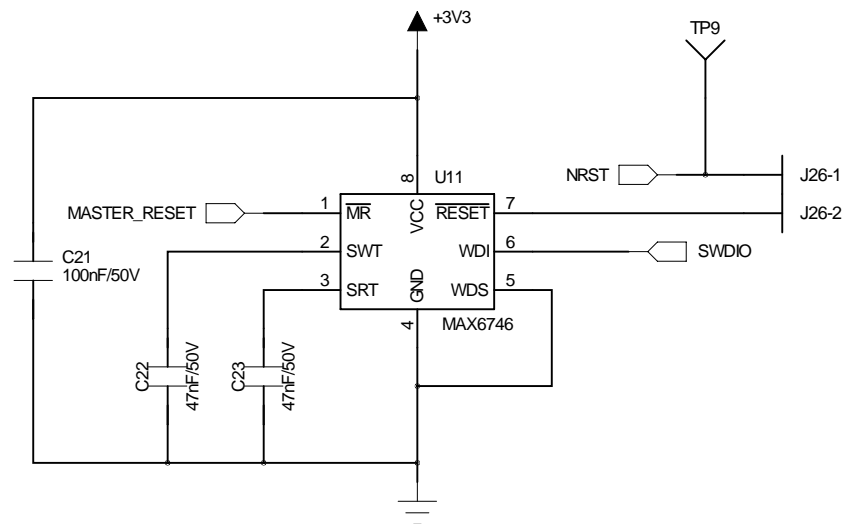 +3V3
TP9
8
U11
NRST
J26-1
MASTER_RESET
1
MR
VCC
RESET
7
J26-2
C21
100nF/50V
2
SWT
WDI
6
SWDIO
3
SRT
GND
WDS
5
4
MAX6746
C22
47nF/50V
C23
47nF/50V